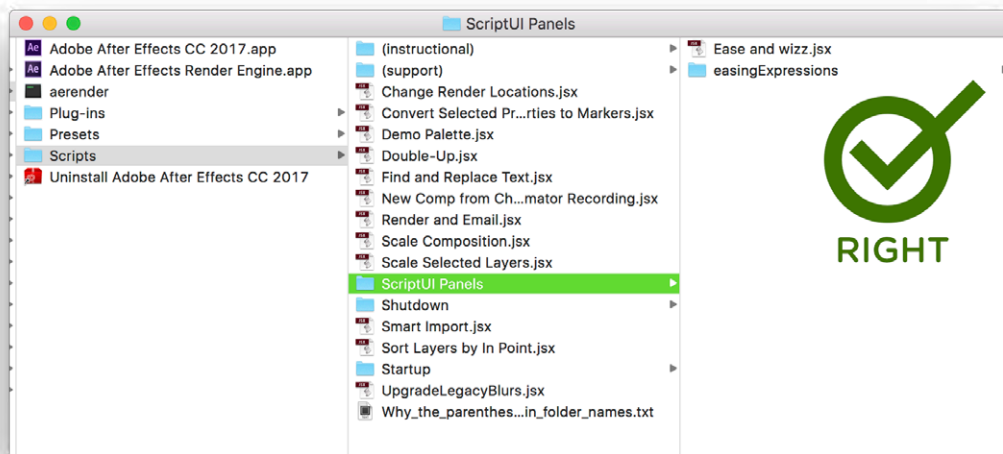 ScriptUI Panels
Adobe After Effects CC 2017.app
Adobe After Effects Render Engine.app
aerender
Plug-ins
Presets
Scripts
Uninstall Adobe After Effects CC 2017
(instructional)
(support)
Change Render Locations.jsx
Convert Selected Pr...rties to Markers.jsx
Demo Palette.jsx
Double-Up.jsx
Find and Replace Text.jsx
New Comp from Ch...mator Recording.jsx
Render and Email.jsx
Scale Composition.jsx
Scale Selected Layers.jsx
ScriptUI Panels
Shutdown
Smart Import.jsx
Sort Layers by In Point.jsx
Startup
UpgradeLegacyBlurs.jsx
Why_the_parenthes...in_folder_names.txt
Ease and wizz.jsx
easingExpressions
RIGHT